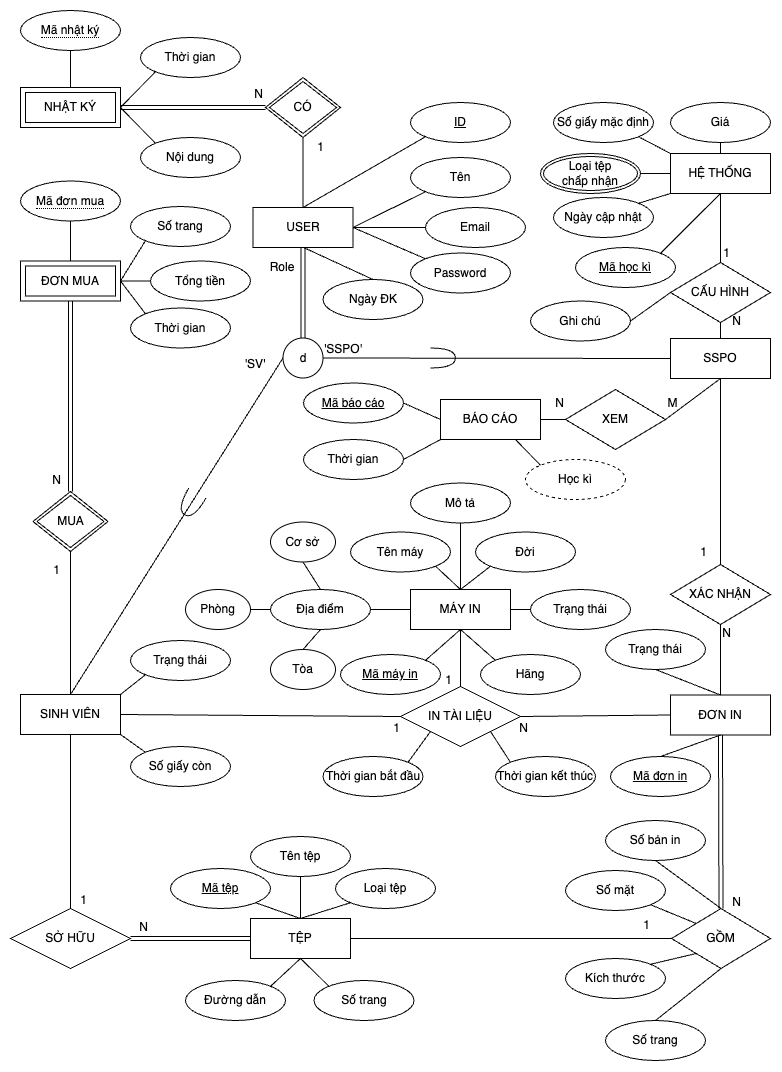 Mã nhật ký
Thời gian
NHẬT KÝ
N
CÓ
1
Nội dung
ID
Số giấy mặc định
Giá
Loại tệp
chấp nhận
HỆ THỐNG
Tên
Mã đơn mua
Số trang
USER
Email
Ngày cập nhật
Role
Password
Mã học kì
1
ĐƠN MUA
Tổng tiền
Ngày ĐK
CẤU HÌNH
Thời gian
Ghi chú
N
'SV'
d
'SSPO'
SSPO
Mã báo cáo
BÁO CÁO
N
XEM
M
Thời gian
Học kì
N
MUA
1
Mô tả
Cơ sở
Tên máy
Đời
1
XÁC NHẬN
N
Phòng
Địa điểm
MÁY IN
Trạng thái
Tòa
Mã máy in
Hãng
Trạng thái
Trạng thái
1
SINH VIÊN
1
IN TÀI LIỆU
N
ĐƠN IN
Số giấy còn
Thời gian bắt đầu
Thời gian kết thúc
Mã đơn in
Số bản in
Tên tệp
Mã tệp
Loại tệp
Số mặt
1
N
SỞ HỮU
N
TỆP
1
GỒM
Kích thước
Đường dẫn
Số trang
Số trang